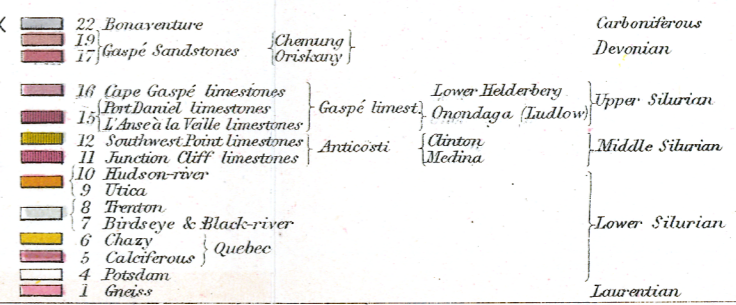 22 Bonaventure Carboniferous
19 Gaspé Sandstones Chemung Devonian
17 Oriskany
16 Cape Gaspé limestones Lower Helderberg
15 Port Daniel limestones Gaspé limest. Onondaga (Ludlow) Upper Silurian
L'Anse à la Veille limestones
12 Southwest Point limestones Anticosti Clinton Middle Silurian
11 Junction Cliff limestones Medina
10 Hudson-river
9 Utica
8 Trenton
7 Birdseye & Black-river Lower Silurian
6 Chazy Quebec
5 Calciferous
4 Potsdam
1 Gneiss Laurentian